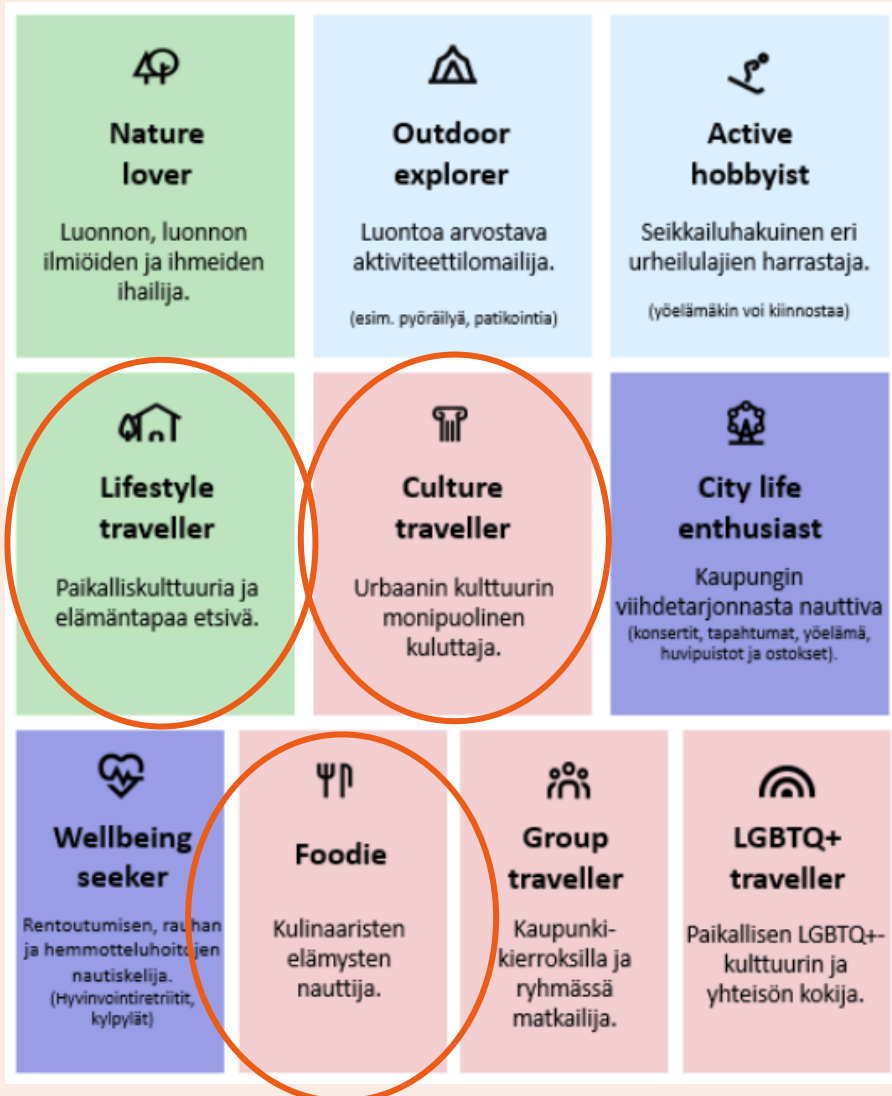 Nature
lover
Luonnon, luonnon
ilmiöiden ja ihmeiden
ihailija.
Outdoor
explorer
Luontoa arvostava
aktiviteettilomailija.
(esim. pyöräilyä, patikointia)
Active
hobbyist
Seikkailuhakuinen eri
urheilulajien harrastaja.
(yöelämäkin voi kiinnostaa)
Lifestyle
traveller
Paikalliskulttuuria ja
elämäntapaa etsivä.
Culture
traveller
Urbaanin kulttuurin
monipuolinen
kuluttaja.
City life
enthusiast
Kaupungin
viihdetarjonnasta nauttiva
(konsertit, tapahtumat, yöelämä,
huvipuistot ja ostokset).
Wellbeing
seeker
Rentoutumisen, rauhan
ja hemmotteluhoitojen
nautiskelija.
(Hyvinvointiretriitit,
kylpylät)
Foodie
Kulinaaristen
elämysten
nauttija.
Group
traveller
Kaupunki-
kierroksilla ja
ryhmässä
matkailija.
LGBTQ+
traveller
Paikallisen LGBTQ+-
kulttuurin ja
yhteisön kokija.